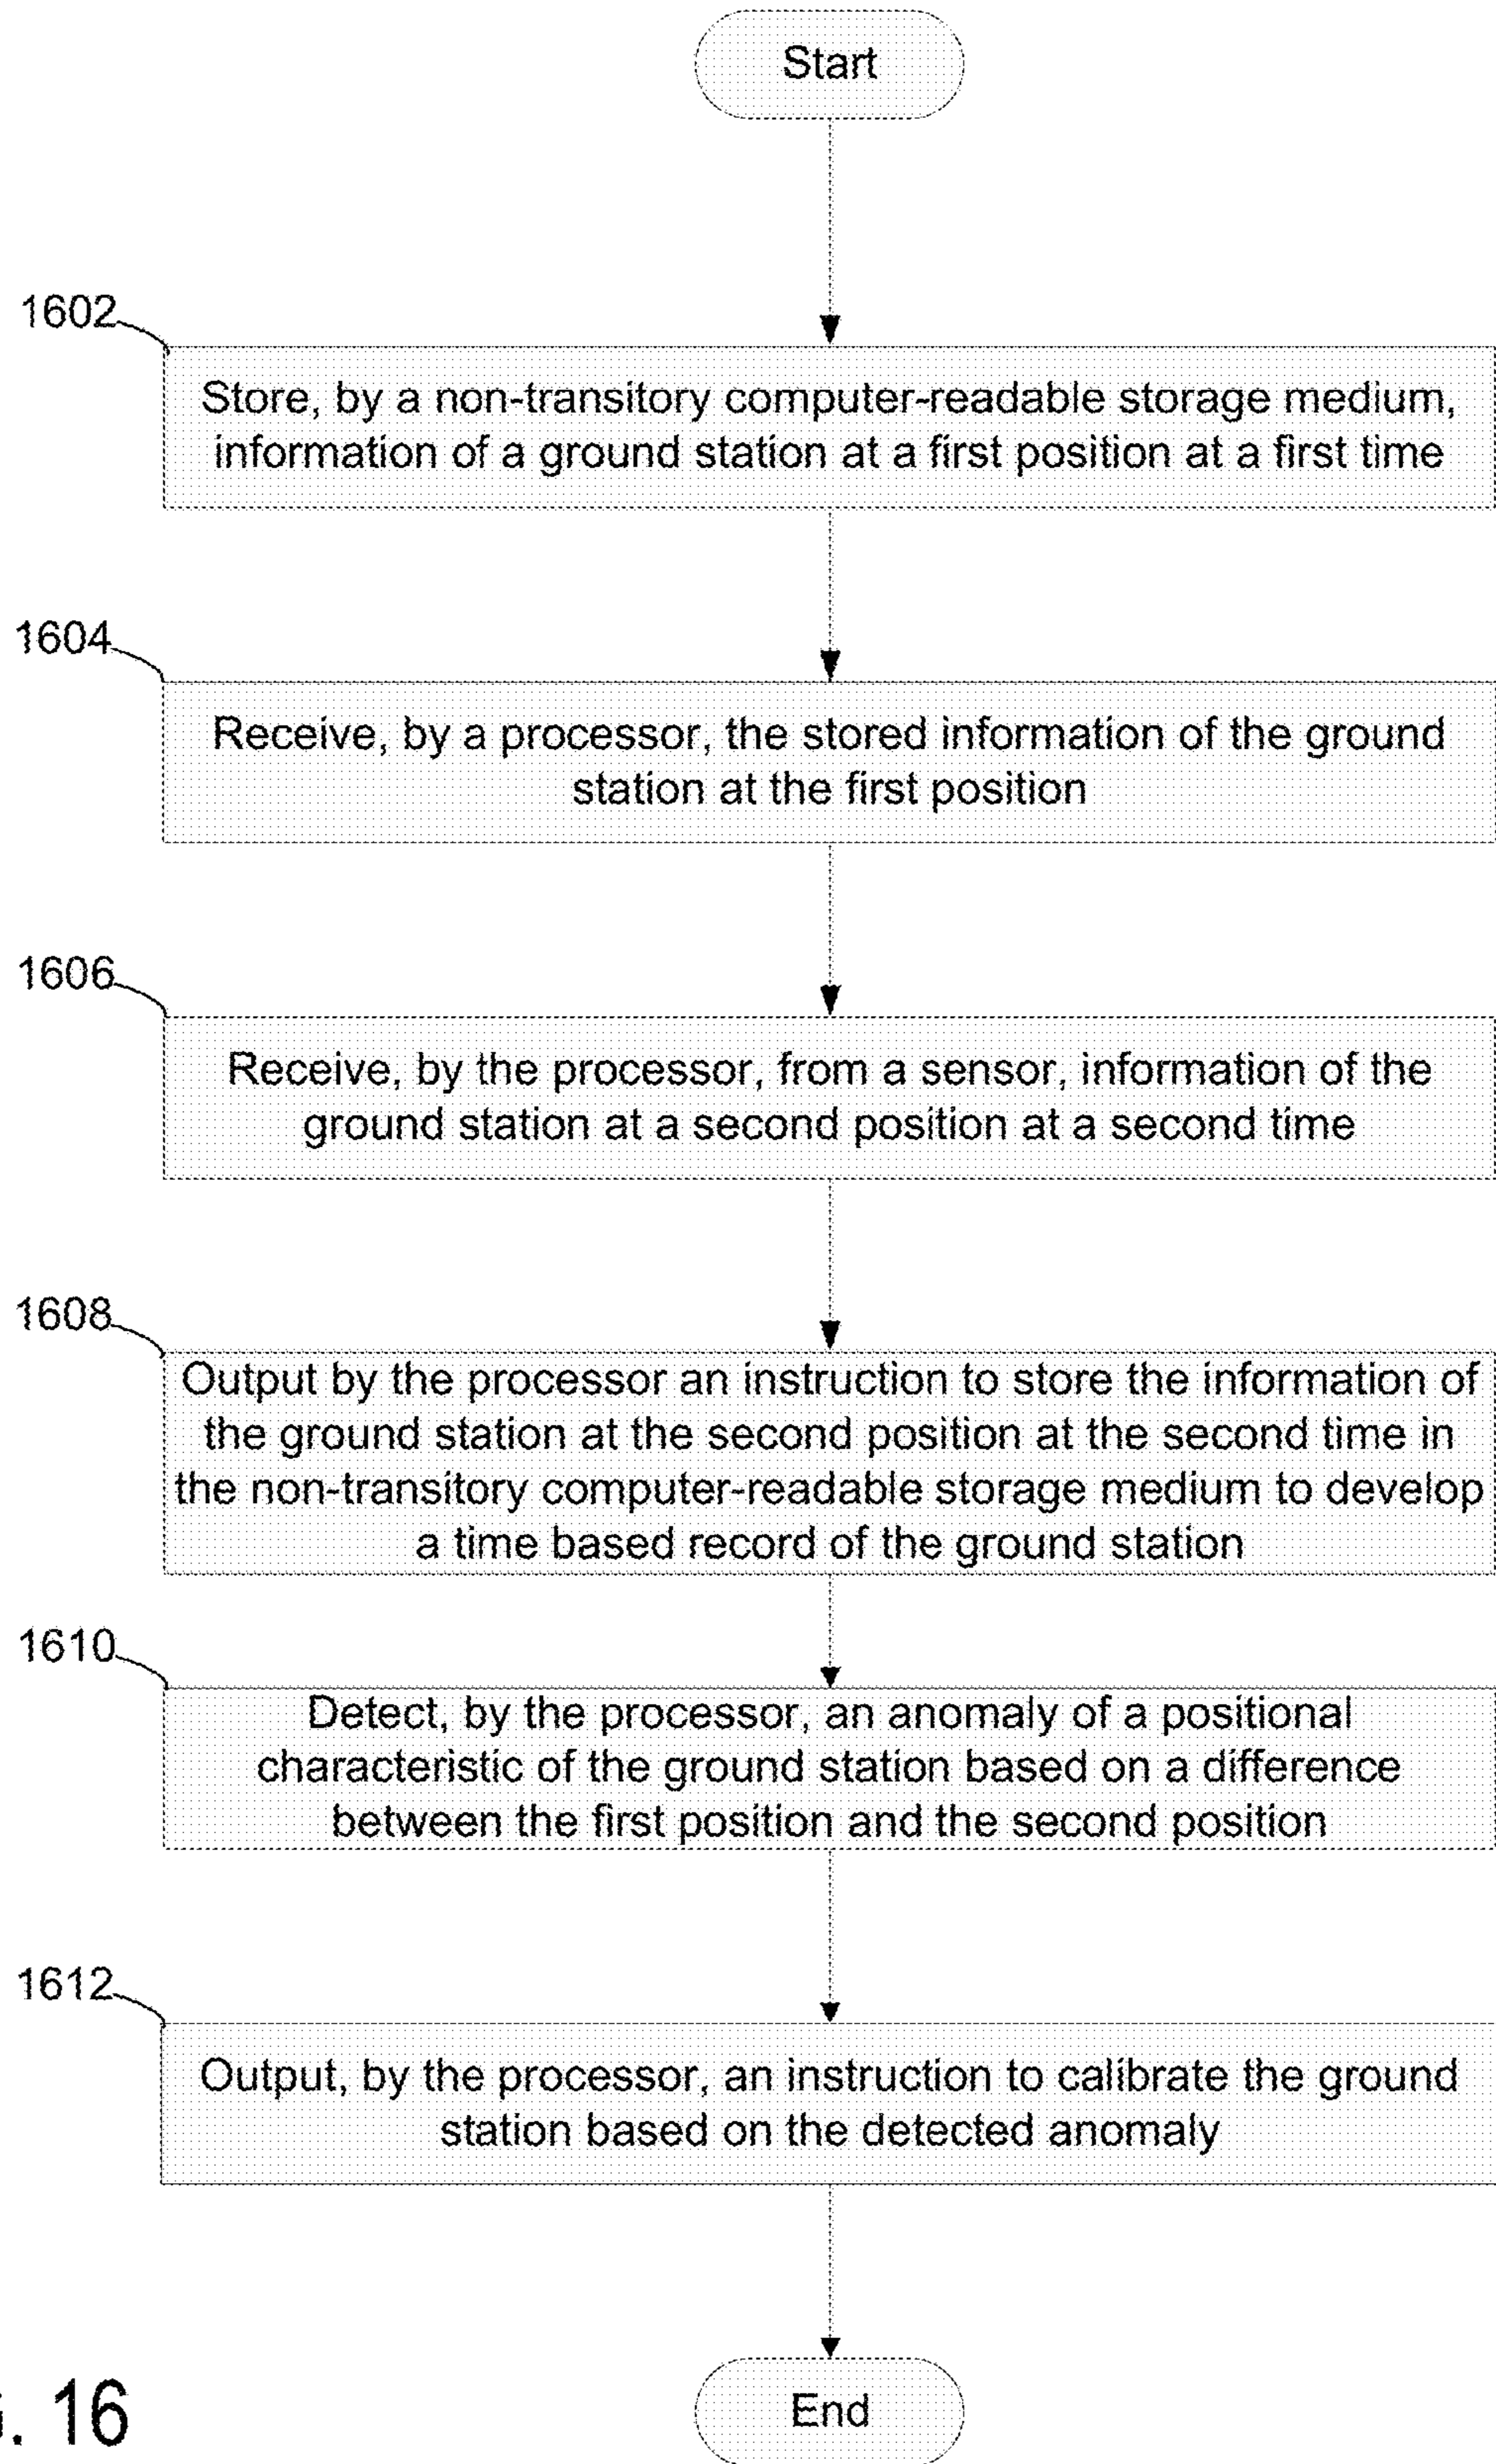 Start
1602
Store, by a non-transitory computer-readable storage medium,
information of a ground station at a first position at a first time
1604
Receive, by a processor, the stored information of the ground
station at the first position
1606
Receive, by the processor, from a sensor, information of the
ground station at a second position at a second time
1608
Output by the processor an instruction to store the information of
the ground station at the second position at the second time in
the non-transitory computer-readable storage medium to develop
a time based record of the ground station
1610
Detect, by the processor, an anomaly of a positional
characteristic of the ground station based on a difference
between the first position and the second position
1612
Output, by the processor, an instruction to calibrate the ground
station based on the detected anomaly
End
. 16